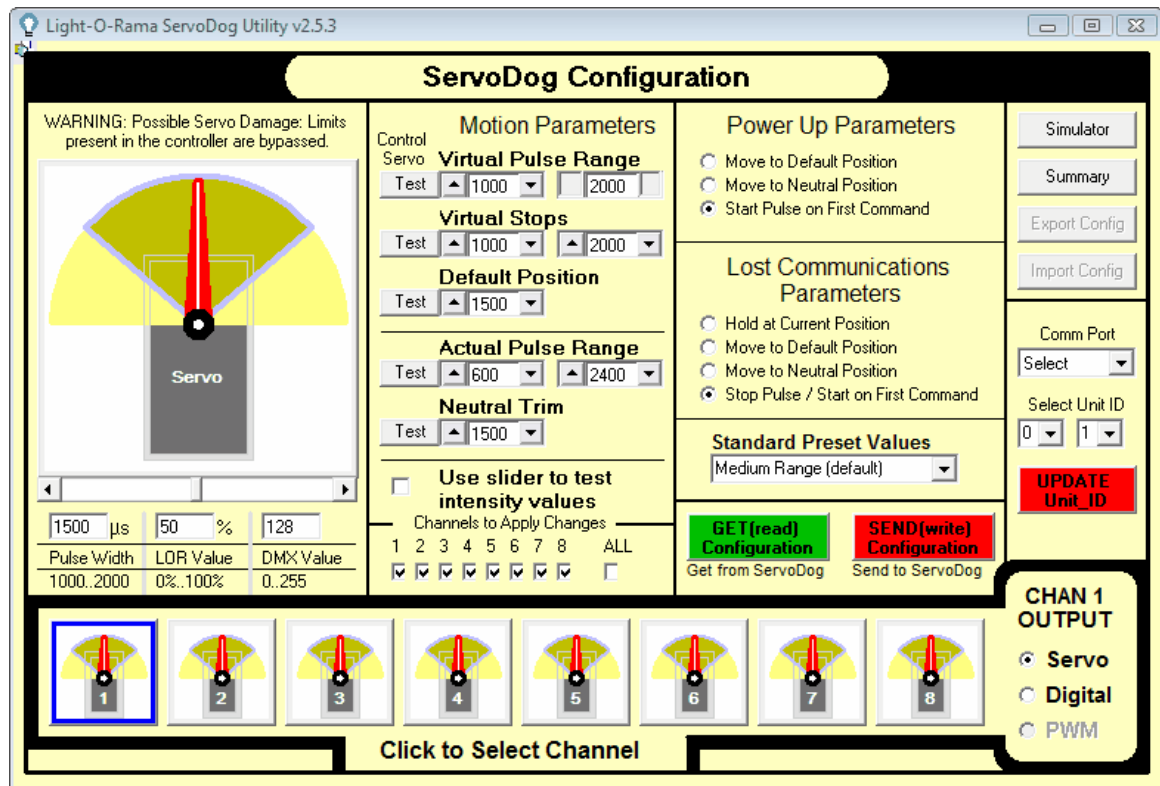 Light-O-Rama ServoDog Utility v2.5.3
ServoDog Configuration
WARNING: Possible Servo Damage: Limits
present in the controller are bypassed.
Servo
1500 µs 50 % 128
Pulse Width LOR Value DMX Value
1000..2000 0%..100% 0..255
Motion Parameters
Control
Servo
Virtual Pulse Range
Test 1000 2000
Virtual Stops
Test 1000 2000
Default Position
Test 1500
Actual Pulse Range
Test 600 2400
Neutral Trim
Test 1500
Use slider to test
intensity values
Channels to Apply Changes
1 2 3 4 5 6 7 8 ALL
Power Up Parameters
Move to Default Position
Move to Neutral Position
Start Pulse on First Command
Lost Communications
Parameters
Hold at Current Position
Move to Default Position
Move to Neutral Position
Stop Pulse / Start on First Command
Standard Preset Values
Medium Range (default)
GET(read)
Configuration
Get from ServoDog
SEND(write)
Configuration
Send to ServoDog
Simulator
Summary
Export Config
Import Config
Comm Port
Select
Select Unit ID
0 1
UPDATE
Unit_ID
1 2 3 4 5 6 7 8
Click to Select Channel
CHAN 1
OUTPUT
Servo
Digital
PWM